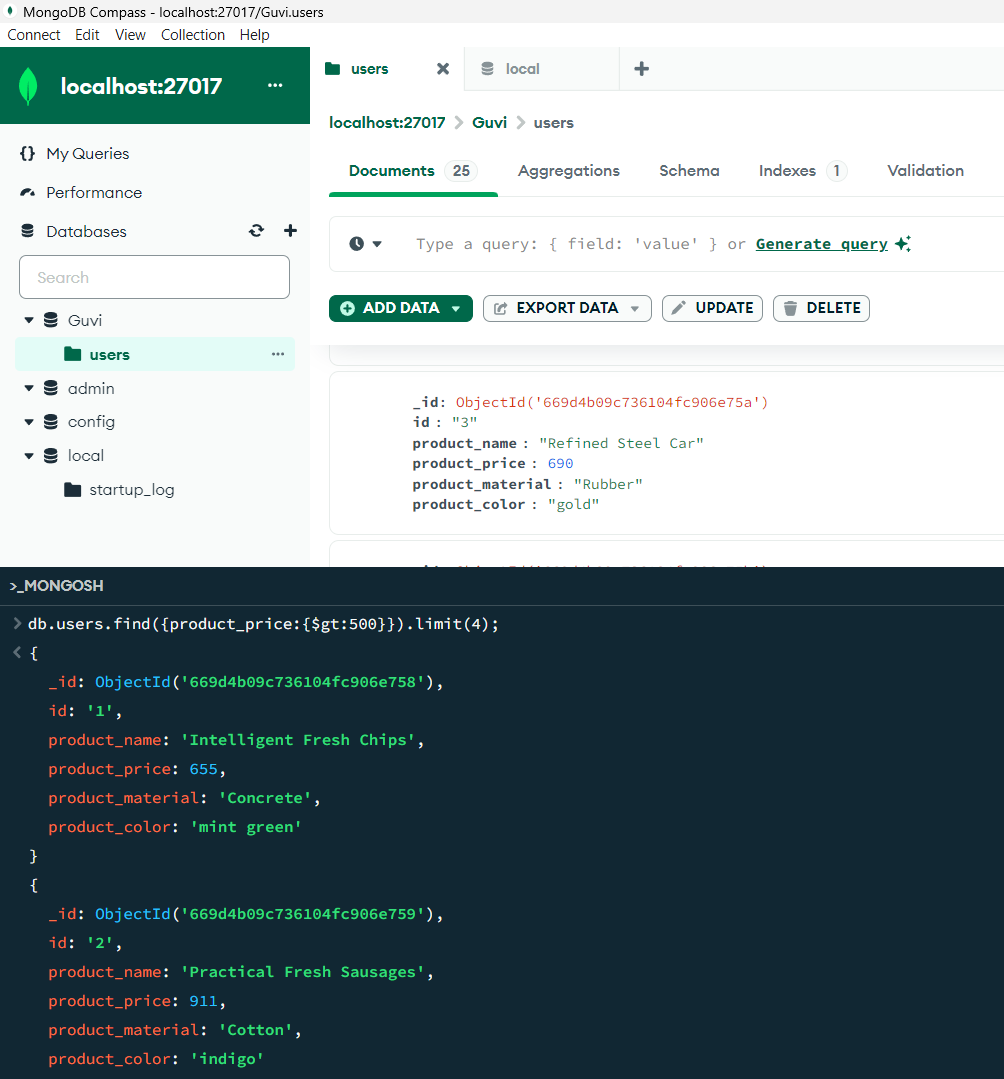 MongoDB Compass - localhost:27017/Guvi.users
Connect Edit View Collection Help
localhost:27017 ...
{} My Queries
Performance
Databases
Search
Guvi
users ...
admin
config
local
startup_log
users
local
localhost:27017 > Guvi > users
Documents 25 Aggregations Schema Indexes 1 Validation
Type a query: { field: 'value' } or Generate query
ADD DATA EXPORT DATA UPDATE DELETE
_id: ObjectId('669d4b09c736104fc906e75a')
id : "3"
product_name : "Refined Steel Car"
product_price : 690
product_material : "Rubber"
product_color : "gold"
>_MONGOSH
> db.users.find({product_price:{$gt:500}}).limit(4);
< {
_id: ObjectId('669d4b09c736104fc906e758'),
id: '1',
product_name: 'Intelligent Fresh Chips',
product_price: 655,
product_material: 'Concrete',
product_color: 'mint green'
}
{
_id: ObjectId('669d4b09c736104fc906e759'),
id: '2',
product_name: 'Practical Fresh Sausages',
product_price: 911,
product_material: 'Cotton',
product_color: 'indigo'